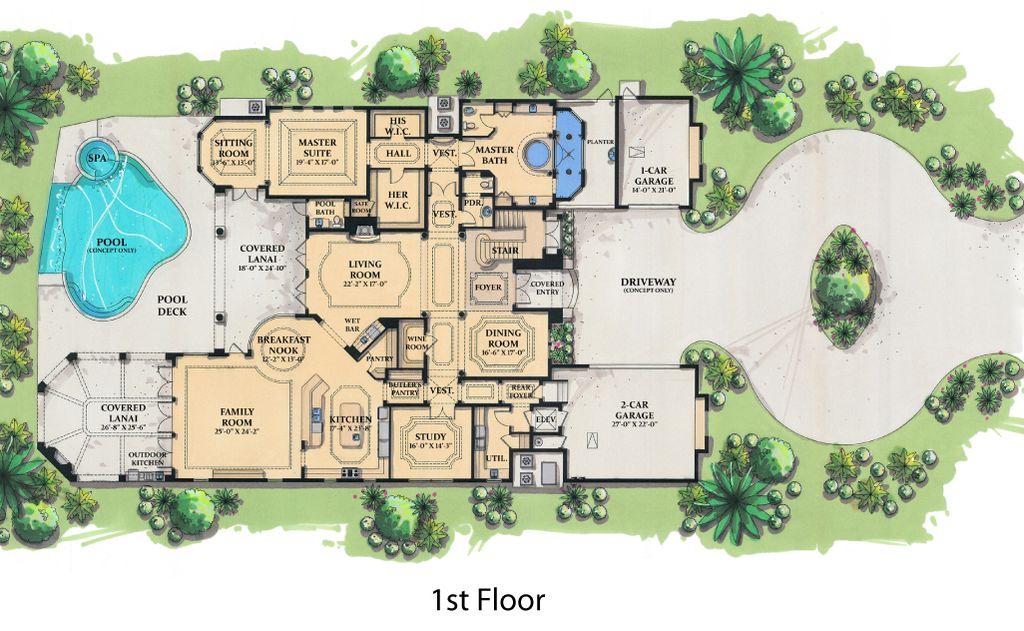 HIS
W.I.C.
SITTING
ROOM
13'-6" X 13'-0"
MASTER
SUITE
19'-4" X 17'-0"
HALL
VEST.
MASTER
BATH
PLANTER
1-CAR
GARAGE
14'-0" X 21'-0"
SPA
HER
W.I.C.
POOL
BATH
SAFE
ROOM
PDR.
VEST.
POOL
(CONCEPT ONLY)
COVERED
LANAI
18'-0" X 24'-10"
LIVING
ROOM
22'-2" X 17'-0"
STAIR
FOYER
COVERED
ENTRY
DRIVEWAY
(CONCEPT ONLY)
POOL
DECK
WET
BAR
BREAKFAST
NOOK
12'-2" X 13'-0"
WINE
ROOM
DINING
ROOM
16'-6" X 17'-0"
PANTRY
BUTLER'S
PANTRY
VEST.
REAR
FOYER
COVERED
LANAI
26'-8" X 25'-6"
FAMILY
ROOM
25'-0" X 24'-2"
KITCHEN
17'-4" X 23'-8"
STUDY
16'-0" X 14'-3"
ELEV.
2-CAR
GARAGE
27'-0" X 22'-0"
OUTDOOR
KITCHEN
UTIL.
1st Floor